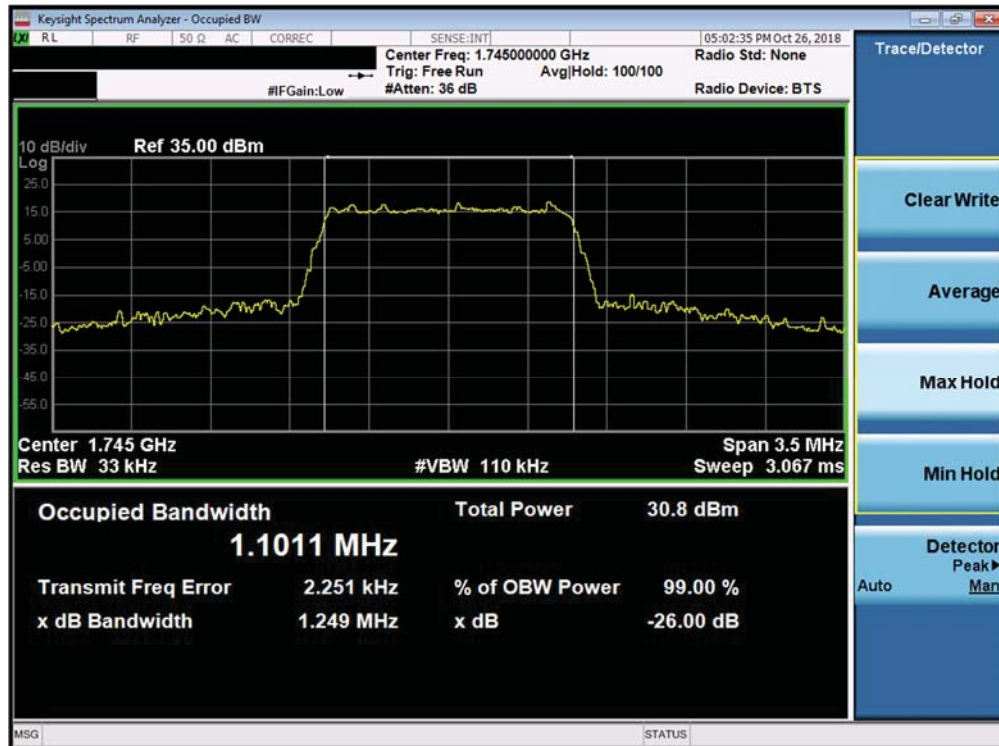 Keysight Spectrum Analyzer - Occupied BW
LXI RL RF 50 Ω AC CORREC SENSE:INT 05:02:35 PM Oct 26, 2018
Center Freq: 1.745000000 GHz Radio Std: None
Trig: Free Run Avg|Hold: 100/100
#IFGain:Low #Atten: 36 dB Radio Device: BTS
10 dB/div Ref 35.00 dBm
Log
25.0
15.0
5.00
-5.00
-15.0
-25.0
-35.0
-45.0
-55.0
Center 1.745 GHz Span 3.5 MHz
Res BW 33 kHz #VBW 110 kHz Sweep 3.067 ms
Occupied Bandwidth Total Power 30.8 dBm
1.1011 MHz
Transmit Freq Error 2.251 kHz % of OBW Power 99.00 %
x dB Bandwidth 1.249 MHz x dB -26.00 dB
MSG STATUS
Trace/Detector
Clear Write
Average
Max Hold
Min Hold
Detector
Peak▶
Auto Man